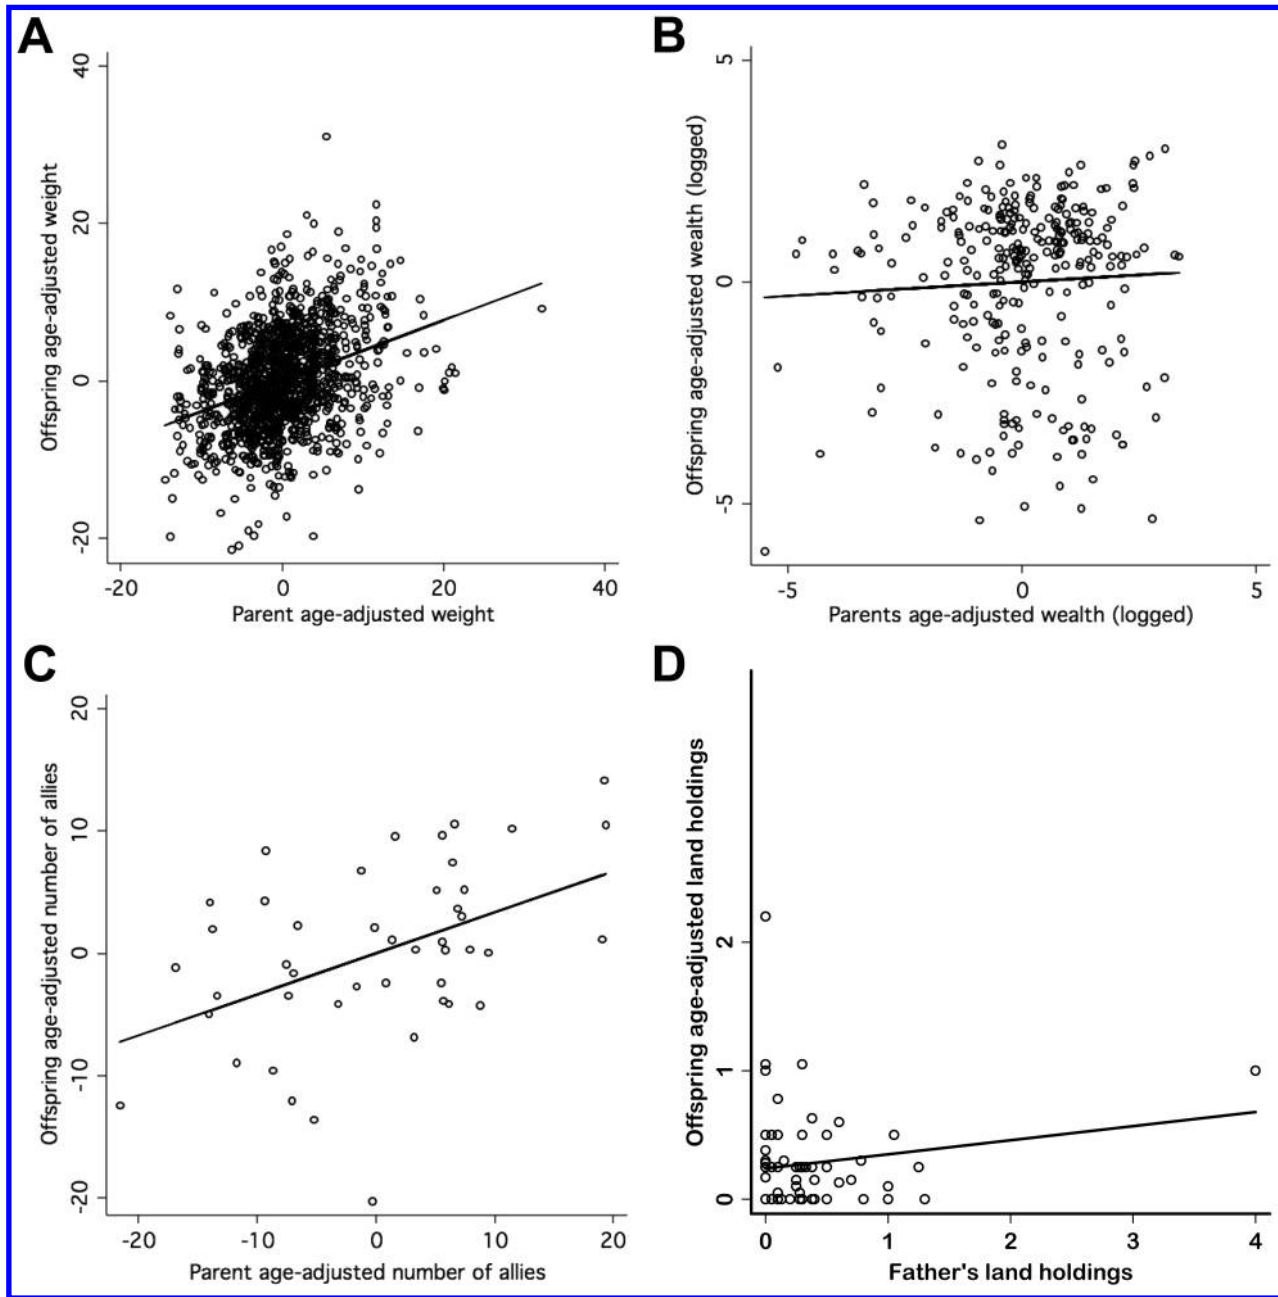 A
40
20
0
-20
Offspring age-adjusted weight
-20
0
20
40
Parent age-adjusted weight
B
5
0
-5
Offspring age-adjusted wealth (logged)
-5
0
5
Parents age-adjusted wealth (logged)
C
20
10
0
-10
-20
Offspring age-adjusted number of allies
-20
-10
0
10
20
Parent age-adjusted number of allies
D
2
1
0
Offspring age-adjusted land holdings
0
1
2
3
4
Father's land holdings